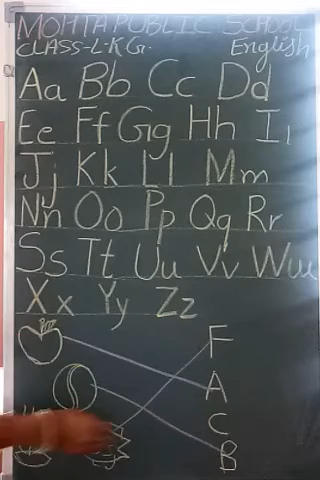 MOHTA PUBLIC SCHOOL
CLASS-L.K.G. English
Aa Bb Cc Dd
Ee Ff Gg Hh Ii
Jj Kk Ll Mm
Nn Oo Pp Qq Rr
Ss Tt Uu Vv Ww
Xx Yy Zz
F
A
C
B